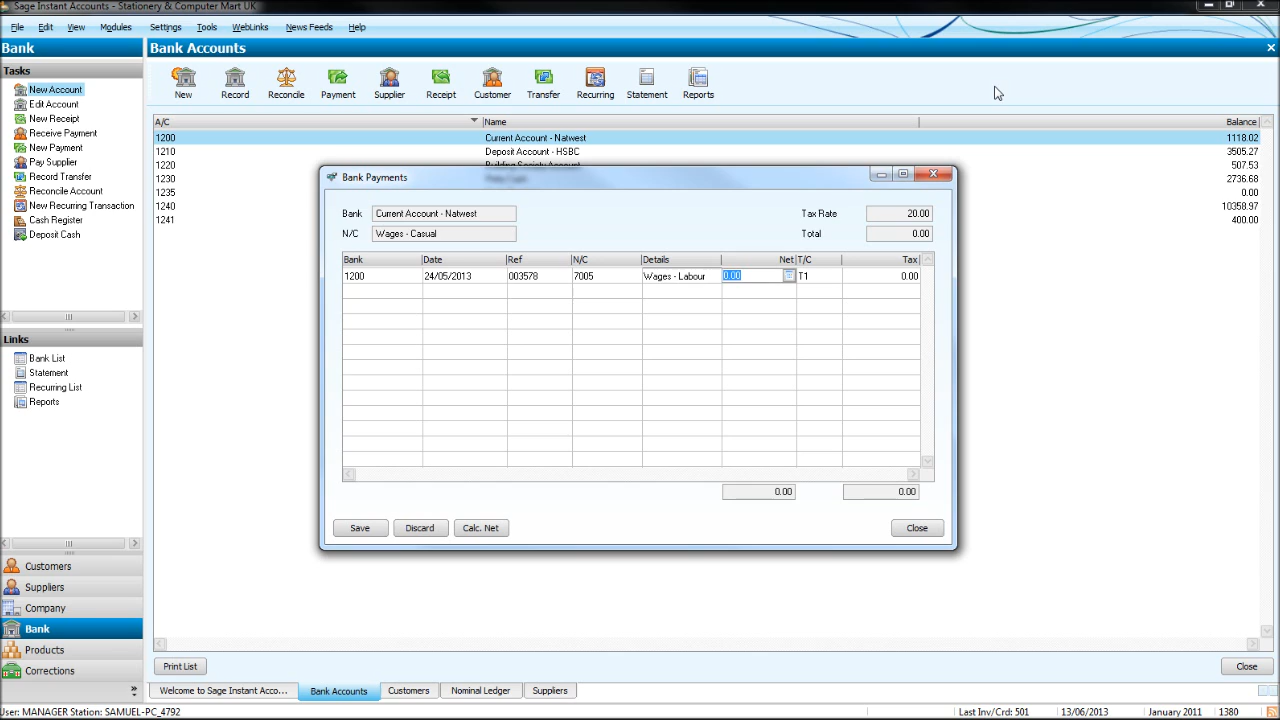 Sage Instant Accounts - Stationery & Computer Mart UK
File Edit View Modules Settings Tools WebLinks News Feeds Help
Bank
Bank Accounts
Tasks
New Account
Edit Account
New Receipt
Receive Payment
New Payment
Pay Supplier
Record Transfer
Reconcile Account
New Recurring Transaction
Cash Register
Deposit Cash
Links
Bank List
Statement
Recurring List
Reports
Customers
Suppliers
Company
Bank
Products
Corrections
New Record Reconcile Payment Supplier Receipt Customer Transfer Recurring Statement Reports
A/C Name Balance
1200 Current Account - Natwest 1118.02
1210 Deposit Account - HSBC 3505.27
1220 Building Society Account 507.53
1230 2736.68
1235 0.00
1240 10358.97
1241 400.00
Bank Payments
Bank Current Account - Natwest Tax Rate 20.00
N/C Wages - Casual Total 0.00
Bank Date Ref N/C Details Net T/C Tax
1200 24/05/2013 003578 7005 Wages - Labour 0.00 T1 0.00
0.00 0.00
Save Discard Calc. Net Close
Print List Close
Welcome to Sage Instant Acco... Bank Accounts Customers Nominal Ledger Suppliers
User: MANAGER Station: SAMUEL-PC_4792 Last Inv/Crd: 501 13/06/2013 January 2011 1380